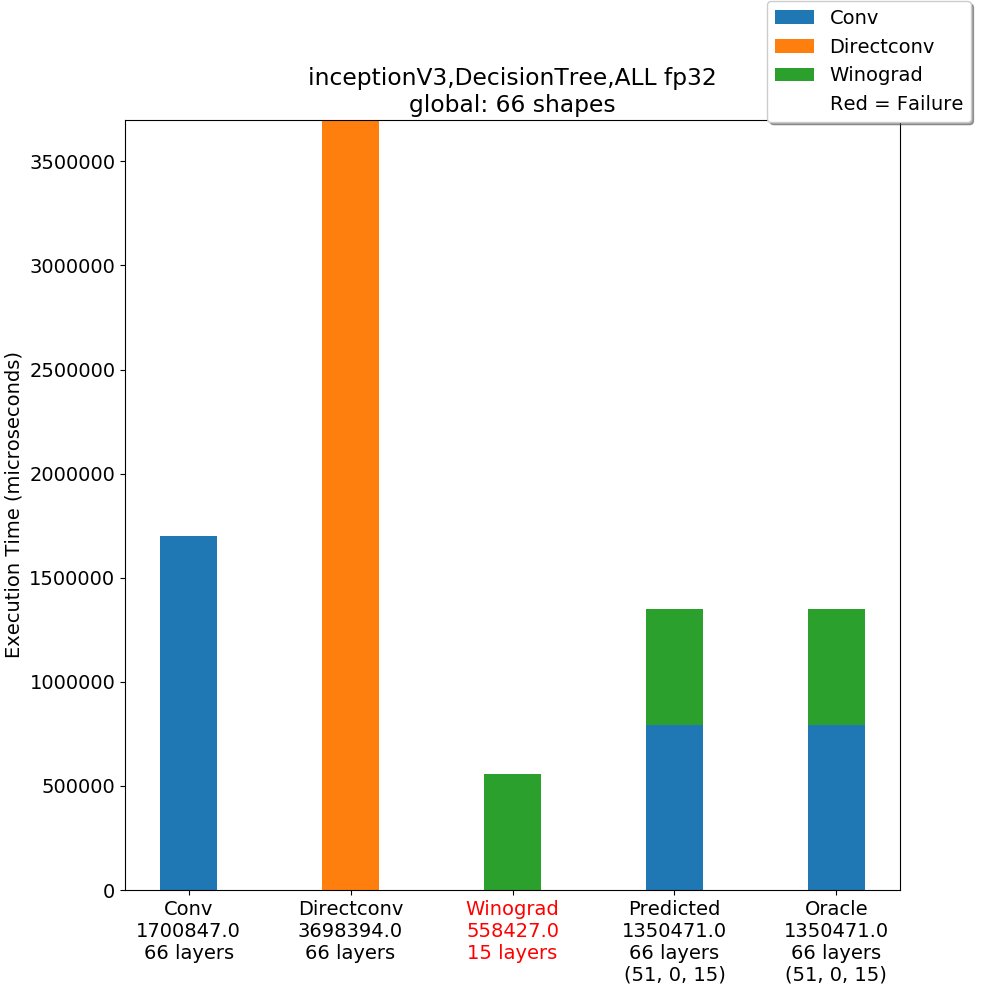 Conv
Directconv
Winograd
Red = Failure
inceptionV3,DecisionTree,ALL fp32
global: 66 shapes
Execution Time (microseconds)
3500000
3000000
2500000
2000000
1500000
1000000
500000
0
Conv
1700847.0
66 layers
Directconv
3698394.0
66 layers
Winograd
558427.0
15 layers
Predicted
1350471.0
66 layers
(51, 0, 15)
Oracle
1350471.0
66 layers
(51, 0, 15)